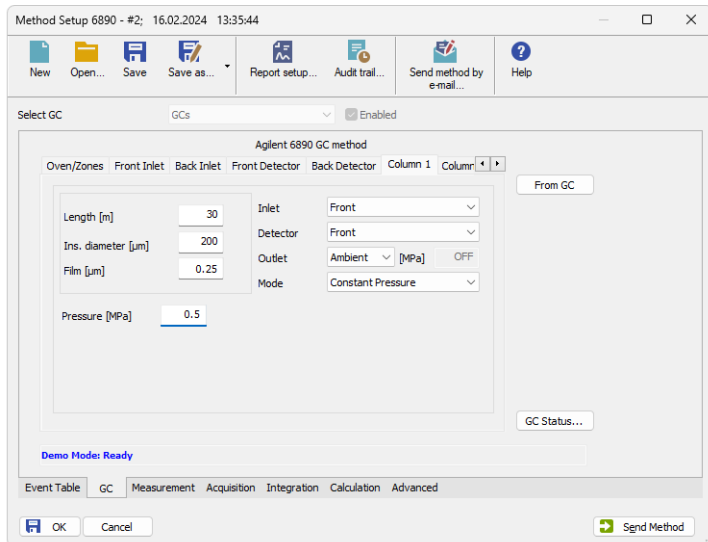 Method Setup 6890 - #2; 16.02.2024 13:35:44
New Open... Save Save as... Report setup... Audit trail... Send method by e-mail... Help
Select GC GCs Enabled
Agilent 6890 GC method
Oven/Zones Front Inlet Back Inlet Front Detector Back Detector Column 1 Column
From GC
Length [m] 30
Ins. diameter [µm] 200
Film [µm] 0.25
Inlet Front
Detector Front
Outlet Ambient [MPa] OFF
Mode Constant Pressure
Pressure [MPa] 0.5
GC Status...
Demo Mode: Ready
Event Table GC Measurement Acquisition Integration Calculation Advanced
OK Cancel Send Method